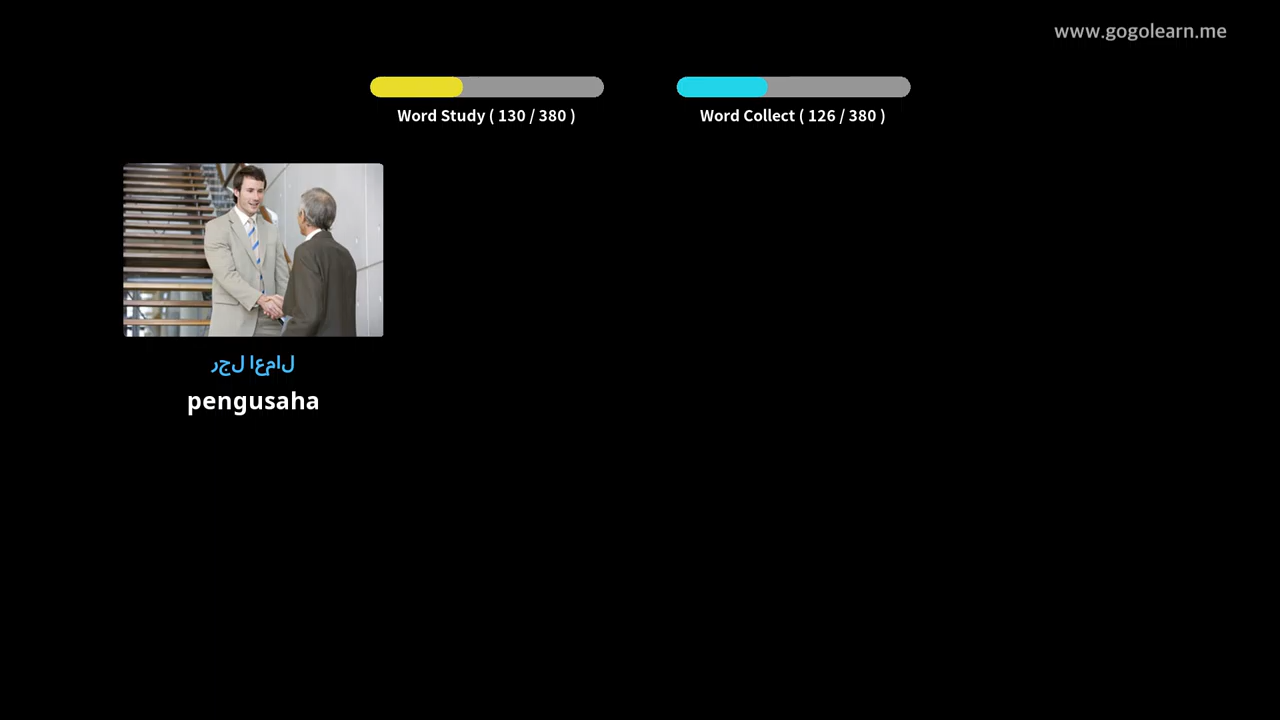 www.gogolearn.me
Word Study ( 130 / 380 )
Word Collect ( 126 / 380 )
رجل اعمال
pengusaha